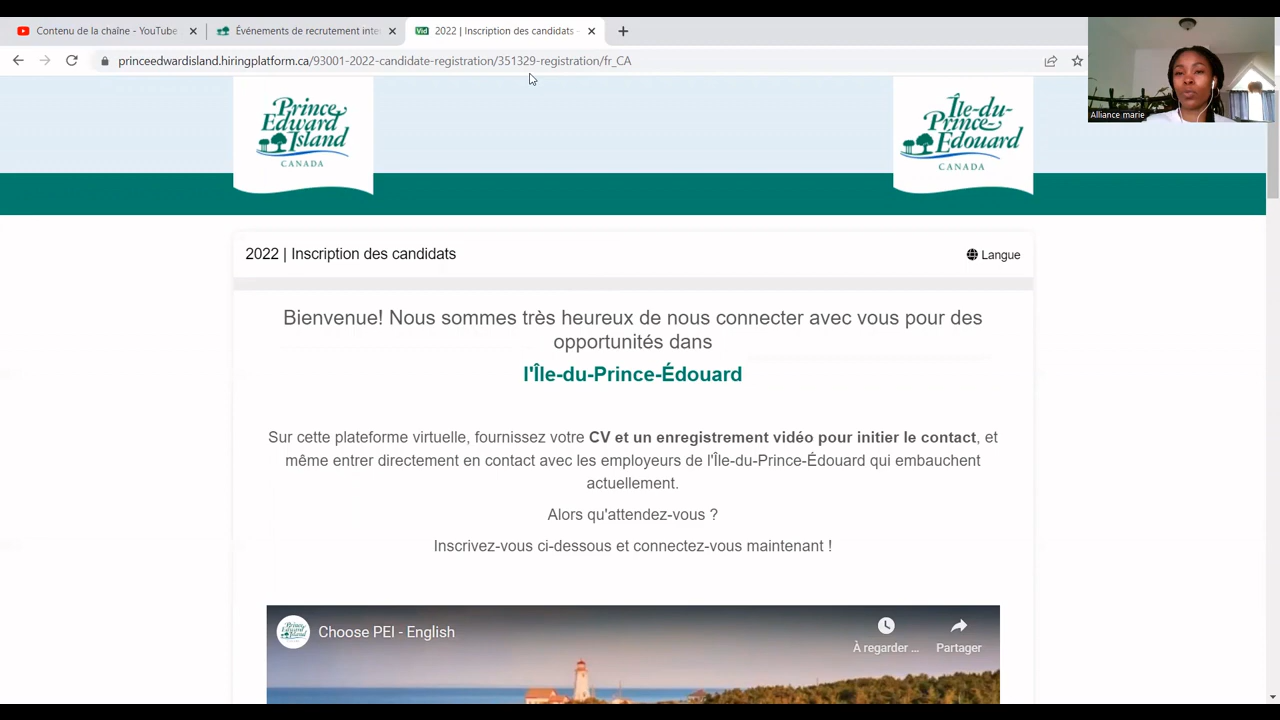 Contenu de la chaîne - YouTube
Événements de recrutement inte
Vid
2022 | Inscription des candidats -
princeedwardisland.hiringplatform.ca/93001-2022-candidate-registration/351329-registration/fr_CA
Alliance marie
Prince
Edward
Island
CANADA
Île-du-
Prince-
Édouard
CANADA
2022 | Inscription des candidats
Langue
Bienvenue! Nous sommes très heureux de nous connecter avec vous pour des
opportunités dans
l'Île-du-Prince-Édouard
Sur cette plateforme virtuelle, fournissez votre CV et un enregistrement vidéo pour initier le contact, et
même entrer directement en contact avec les employeurs de l'Île-du-Prince-Édouard qui embauchent
actuellement.
Alors qu'attendez-vous ?
Inscrivez-vous ci-dessous et connectez-vous maintenant !
Prince
Edward
Island
Choose PEI - English
À regarder ...
Partager